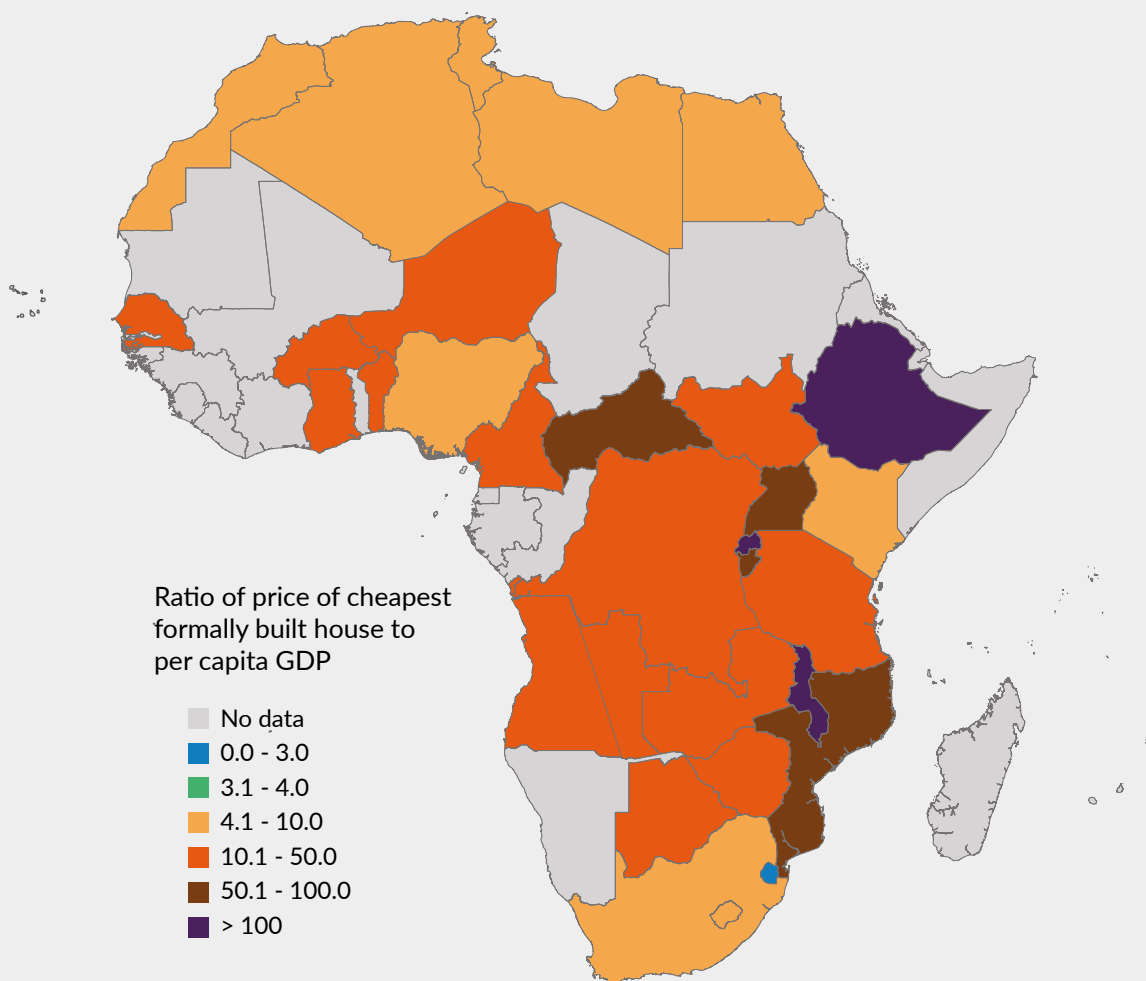 Ratio of price of cheapest
formally built house to
per capita GDP
No data
0.0 - 3.0
3.1 - 4.0
4.1 - 10.0
10.1 - 50.0
50.1 - 100.0
> 100